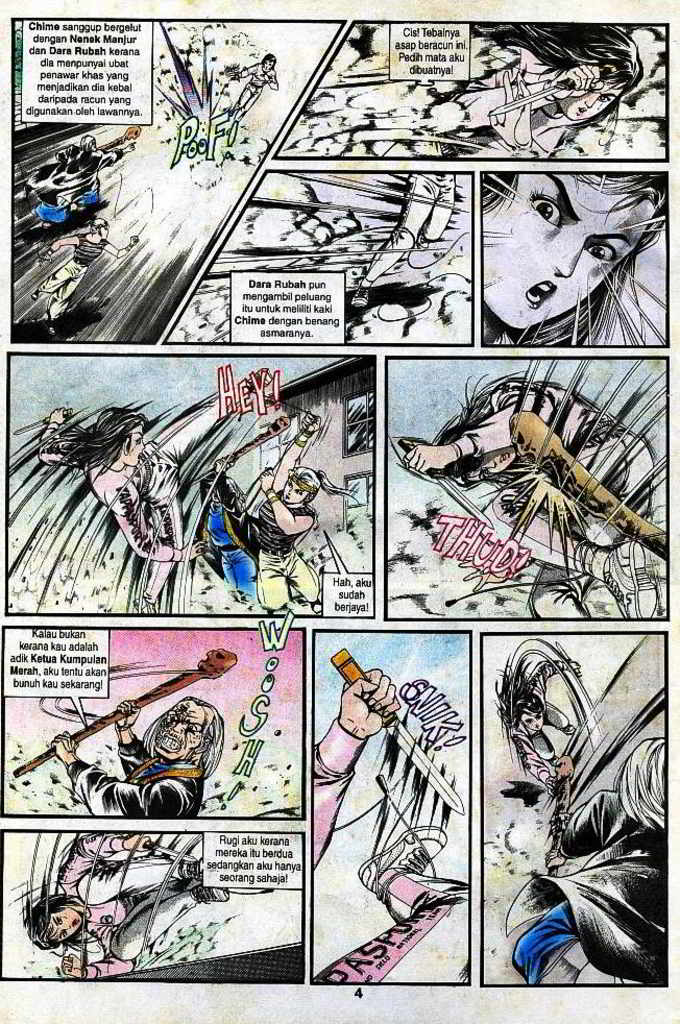 Chime sanggup bergelut
dengan Nenek Manjur
dan Dara Rubah kerana
dia mempunyai ubat
penawar khas yang
menjadikan dia kebal
daripada racun yang
digunakan oleh lawannya.
POOF!
Cis! Tebalnya
asap beracun ini.
Pedih mata aku
dibuatnya!
Dara Rubah pun
mengambil peluang
itu untuk meliliti kaki
Chime dengan benang
asmaranya.
HEY!
Hah, aku
sudah
berjaya!
THUD!
Kalau bukan
kerana kau adalah
adik Ketua Kumpulan
Merah, aku tentu akan
bunuh kau sekarang!
WOOSH!
SNIK!
Rugi aku kerana
mereka itu berdua
sedangkan aku hanya
seorang sahaja!
4